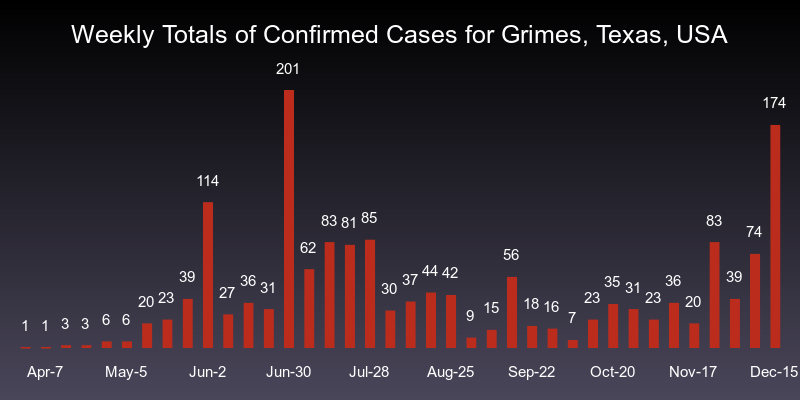 Weekly Totals of Confirmed Cases for Grimes, Texas, USA
1 1 3 3 6 6 20 23 39 114 27 36 31 201 62 83 81 85 30 37 44 42 9 15 56 18 16 7 23 35 31 23 36 20 83 39 74 174
Apr-7 May-5 Jun-2 Jun-30 Jul-28 Aug-25 Sep-22 Oct-20 Nov-17 Dec-15